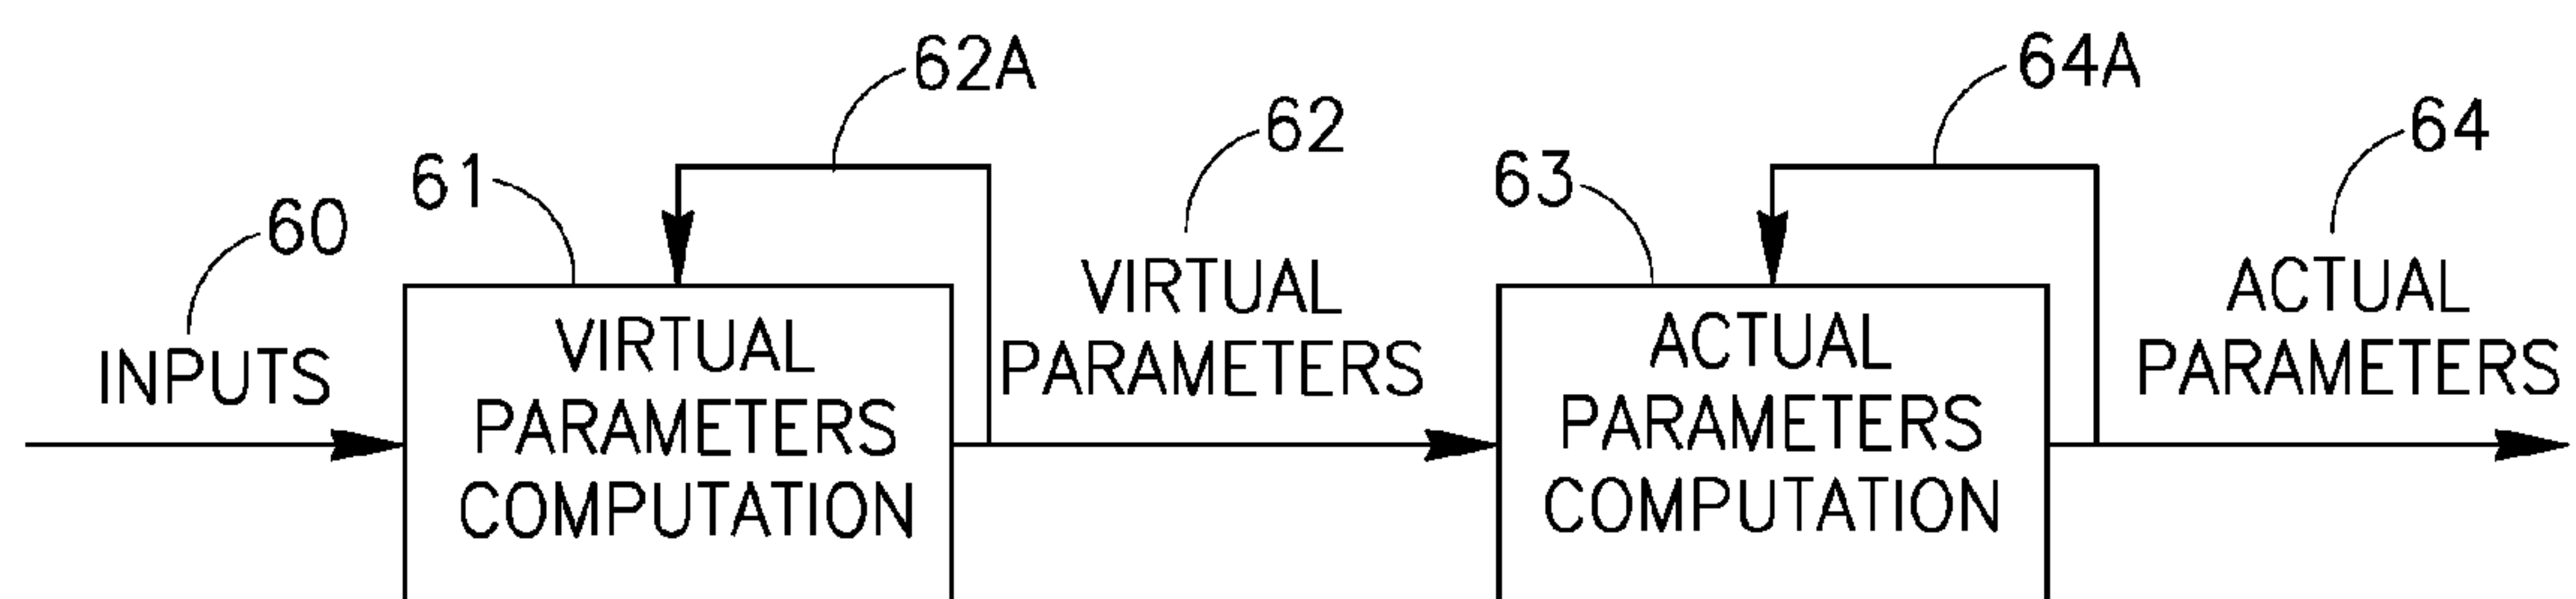 60
INPUTS
61
VIRTUAL
PARAMETERS
COMPUTATION
62A
62
VIRTUAL
PARAMETERS
63
ACTUAL
PARAMETERS
COMPUTATION
64A
64
ACTUAL
PARAMETERS